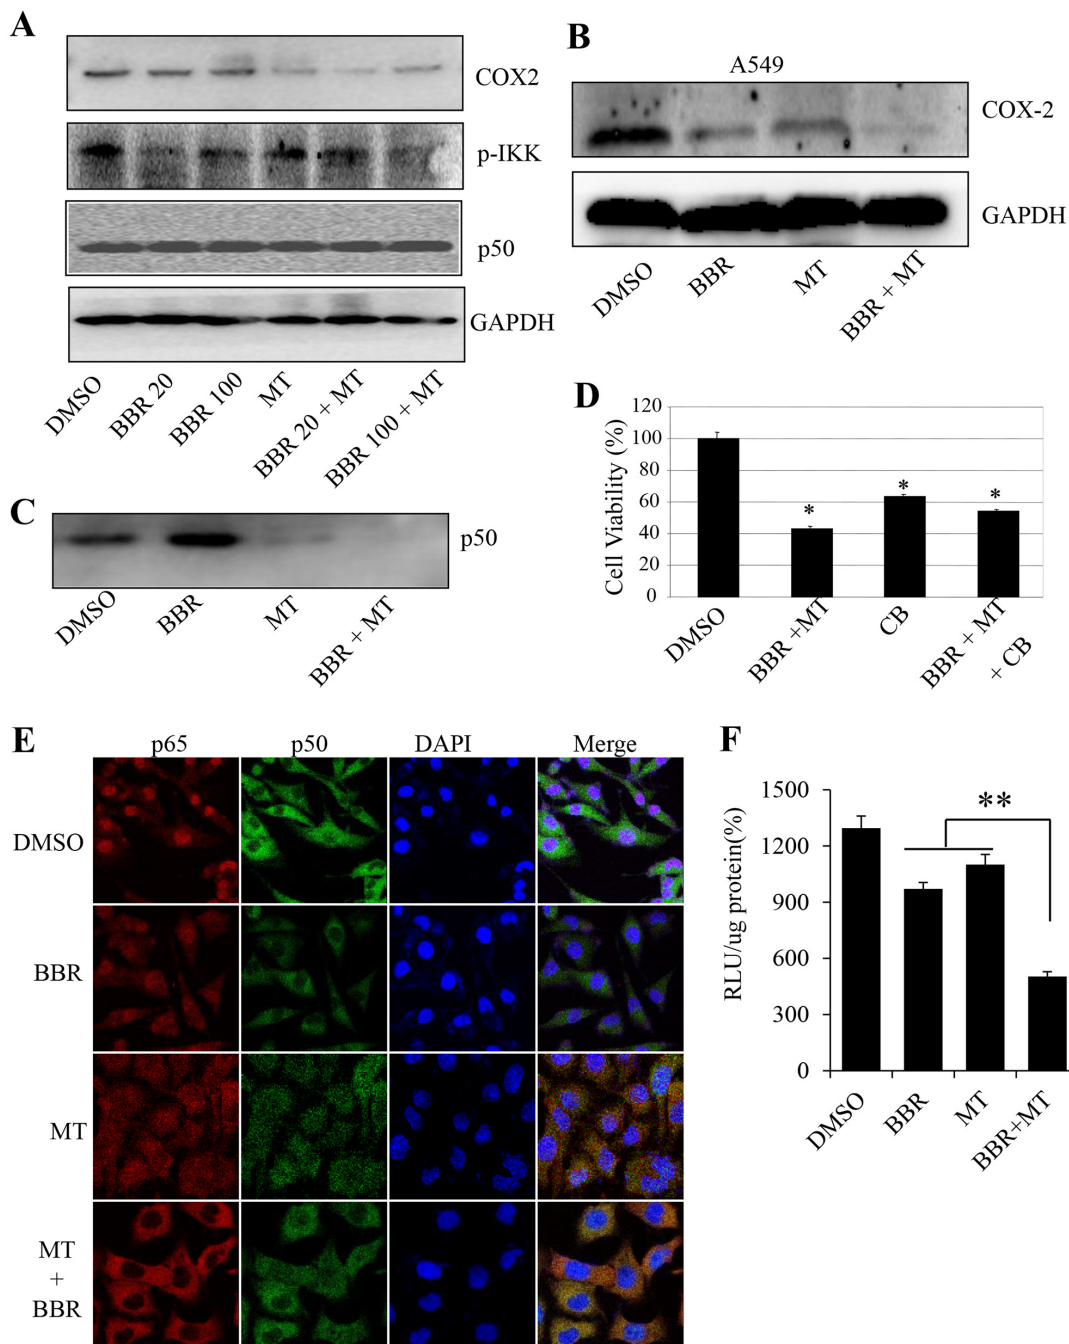 A
COX2
p-IKK
p50
GAPDH
DMSO
BBR 20
BBR 100
MT
BBR 20 + MT
BBR 100 + MT
B
A549
COX-2
GAPDH
DMSO
BBR
MT
BBR + MT
C
p50
DMSO
BBR
MT
BBR + MT
D
Cell Viability (%)
120
100
80
60
40
20
0
*
*
*
DMSO
BBR +MT
CB
BBR + MT
+ CB
E
p65
p50
DAPI
Merge
DMSO
BBR
MT
MT
+
BBR
F
RLU/ug protein(%)
1500
1200
900
600
300
0
**
DMSO
BBR
MT
BBR+MT